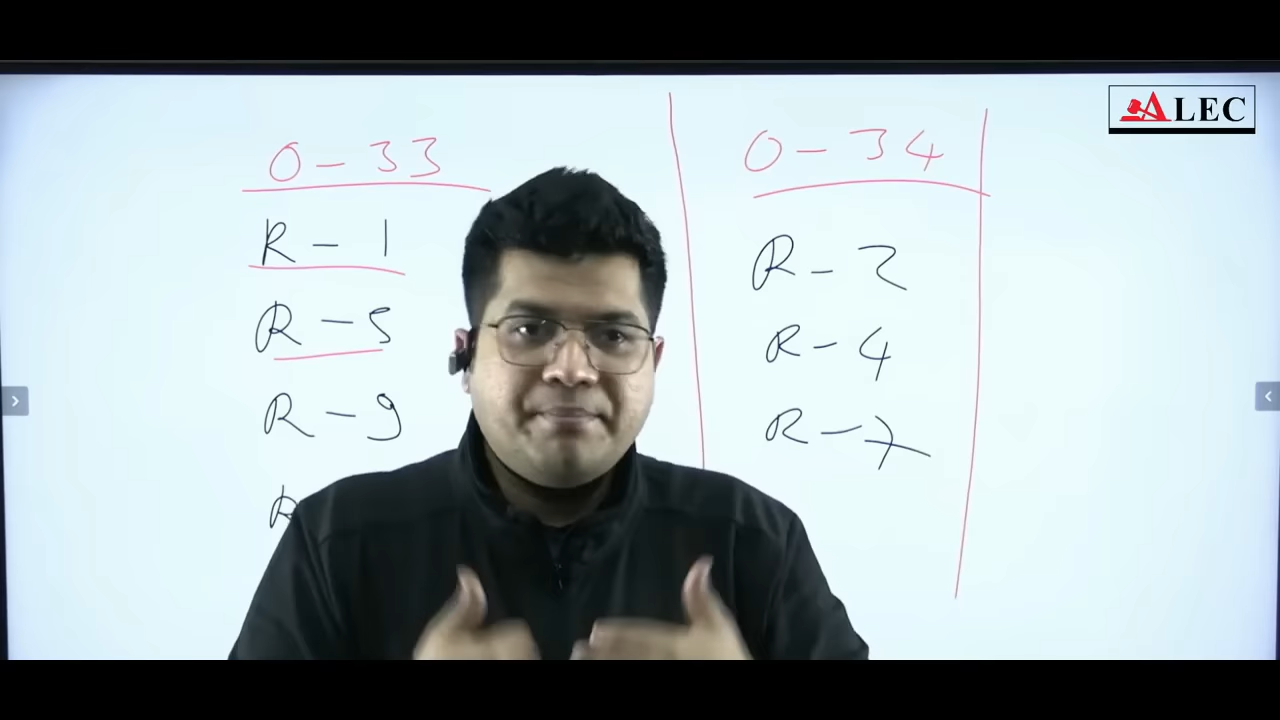 ALEC
O - 33
R - 1
R - 5
R - 9
R
O - 34
R - 2
R - 4
R - 7